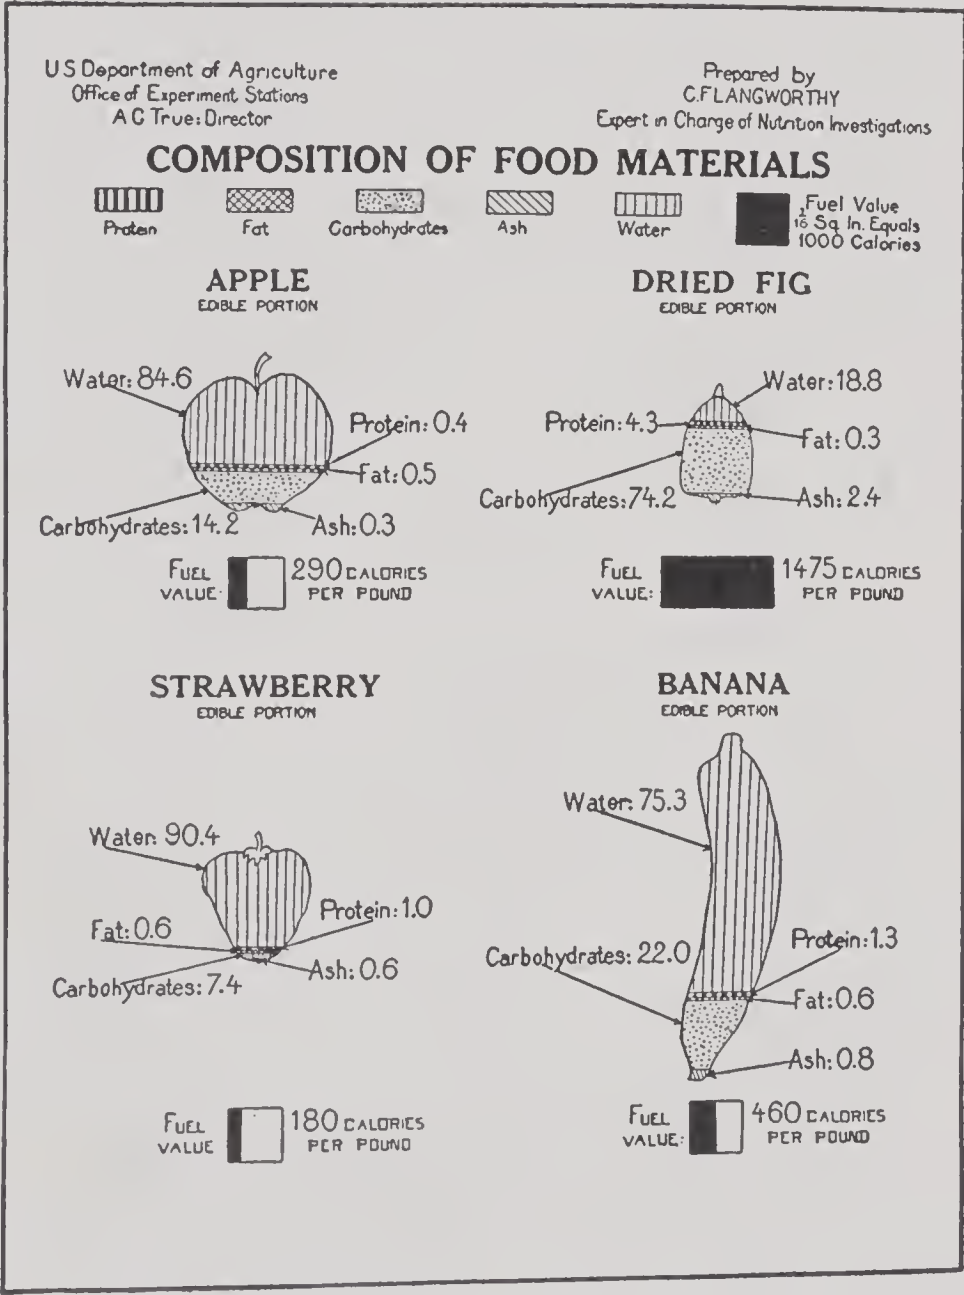 US Department of Agriculture
Office of Experiment Stations
A C True: Director
Prepared by
C.F LANGWORTHY
Expert in Charge of Nutrition Investigations
COMPOSITION OF FOOD MATERIALS
Protein
Fat
Carbohydrates
Ash
Water
Fuel Value
16 Sq In. Equals
1000 Calories
APPLE
EDIBLE PORTION
Water: 84.6
Protein: 0.4
Fat: 0.5
Carbohydrates: 14.2
Ash: 0.3
FUEL
VALUE:
290 CALORIES
PER POUND
DRIED FIG
EDIBLE PORTION
Water: 18.8
Protein: 4.3
Fat: 0.3
Carbohydrates: 74.2
Ash: 2.4
FUEL
VALUE:
1475 CALORIES
PER POUND
STRAWBERRY
EDIBLE PORTION
Water: 90.4
Protein: 1.0
Fat: 0.6
Ash: 0.6
Carbohydrates: 7.4
FUEL
VALUE
180 CALORIES
PER POUND
BANANA
EDIBLE PORTION
Water: 75.3
Protein: 1.3
Carbohydrates: 22.0
Fat: 0.6
Ash: 0.8
FUEL
VALUE:
460 CALORIES
PER POUND